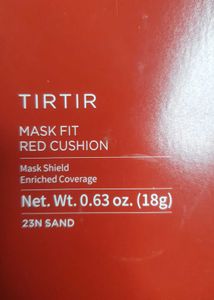 TIRTIR
MASK FIT
RED CUSHION
Mask Shield
Enriched Coverage
Net. Wt. 0.63 oz. (18g)
23N SAND